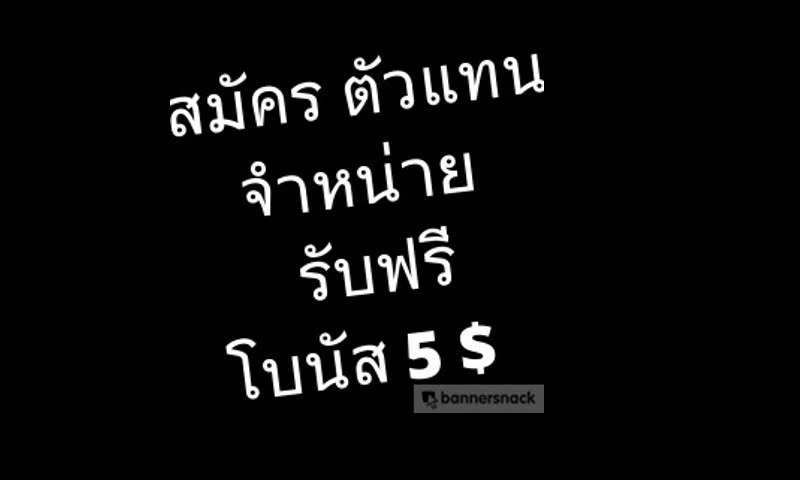 สมัคร ตัวแทน
จำหน่าย
รับฟรี
โบนัส 5 $
bannersnack